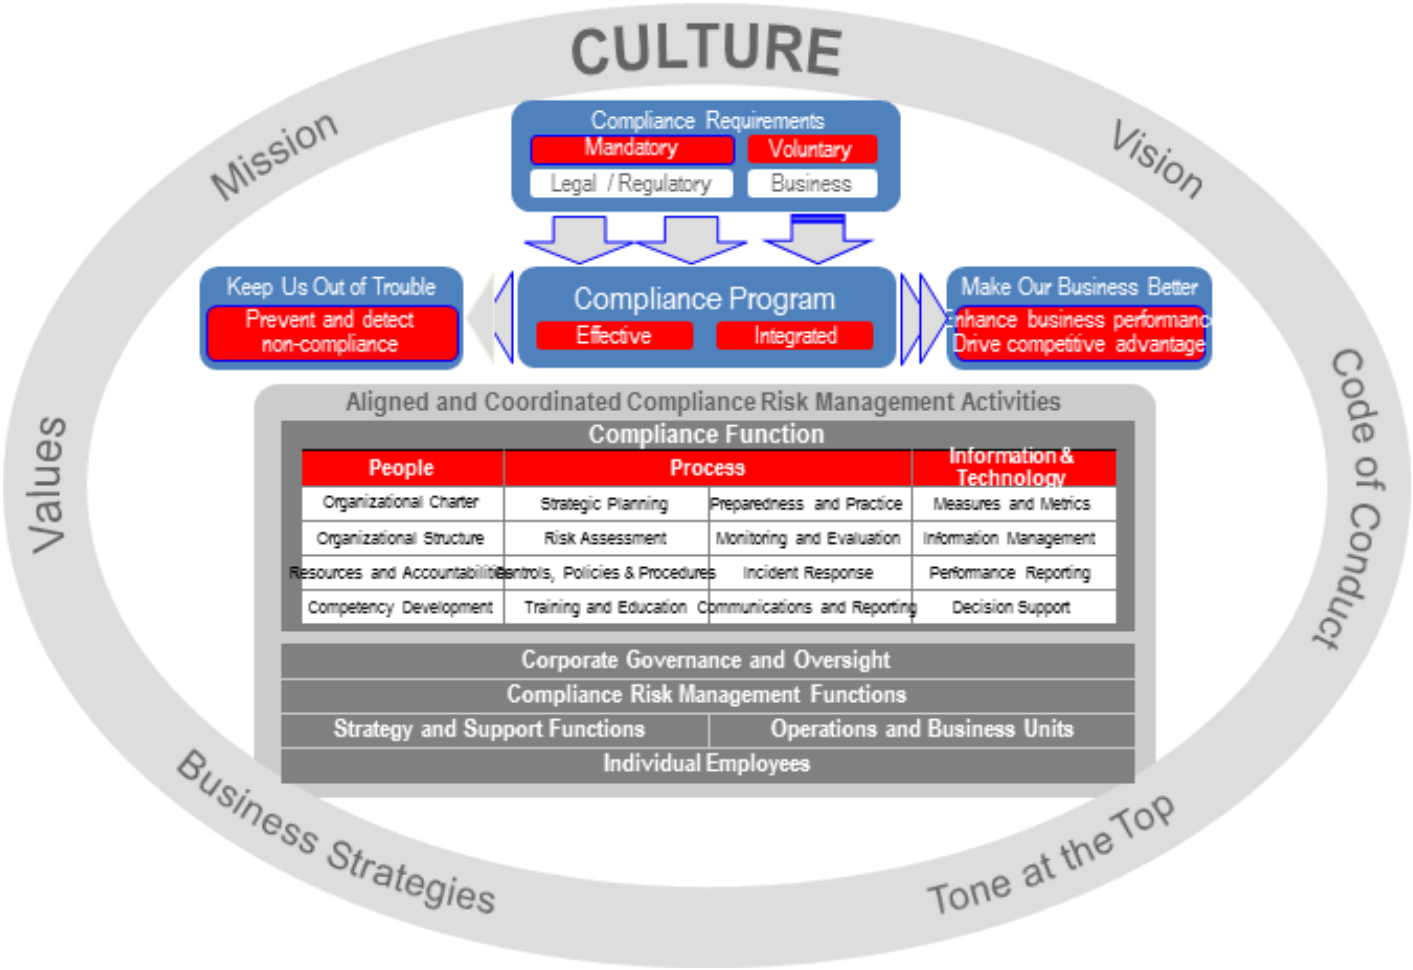 CULTURE
Mission
Vision
Values
Code of Conduct
Business Strategies
Tone at the Top
Compliance Requirements
Mandatory
Voluntary
Legal / Regulatory
Business
Keep Us Out of Trouble
Prevent and detect
non-compliance
Compliance Program
Effective
Integrated
Make Our Business Better
Enhance business performance
Drive competitive advantage
Aligned and Coordinated Compliance Risk Management Activities
Compliance Function
People
Process
Information &
Technology
Organizational Charter
Strategic Planning
Preparedness and Practice
Measures and Metrics
Organizational Structure
Risk Assessment
Monitoring and Evaluation
Information Management
Resources and Accountabilities
Controls, Policies & Procedures
Incident Response
Performance Reporting
Competency Development
Training and Education
Communications and Reporting
Decision Support
Corporate Governance and Oversight
Compliance Risk Management Functions
Strategy and Support Functions
Operations and Business Units
Individual Employees